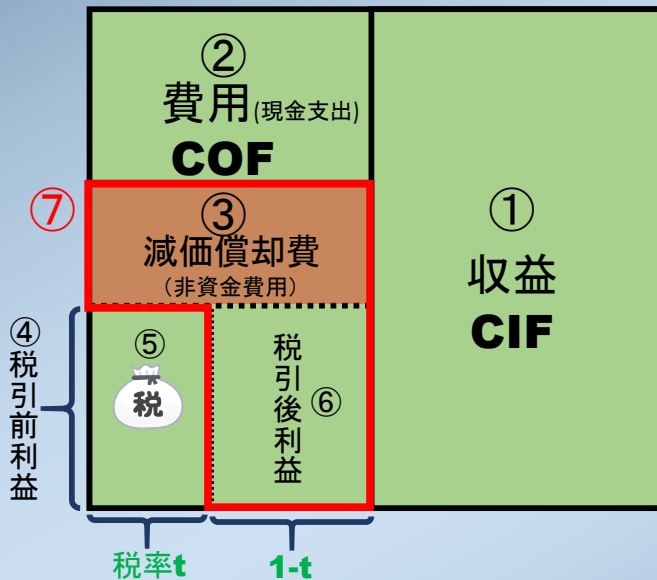 ②
費用(現金支出)
COF
⑦
③
減価償却費
（非資金費用）
①
収益
CIF
④税引前利益
⑤
税
税引後利益
⑥
税率t
1-t